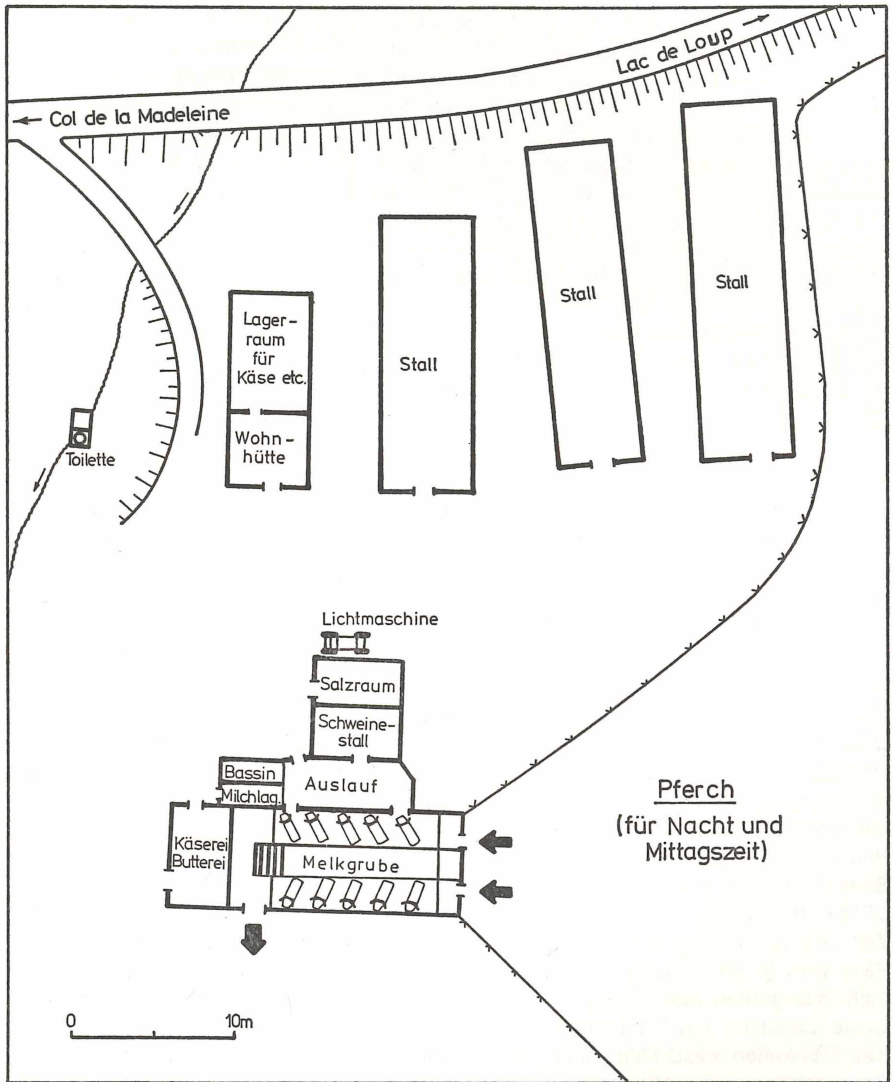 Lac de Loup
Col de la Madeleine
Stall
Stall
Stall
Lager-
raum
für
Käse etc.
Wohn-
hütte
Toilette
Lichtmaschine
Salzraum
Schweine-
stall
Bassin
Milchlag.
Auslauf
Käserei
Butterei
Melkgrube
Pferch
(für Nacht und
Mittagszeit)
0 10m